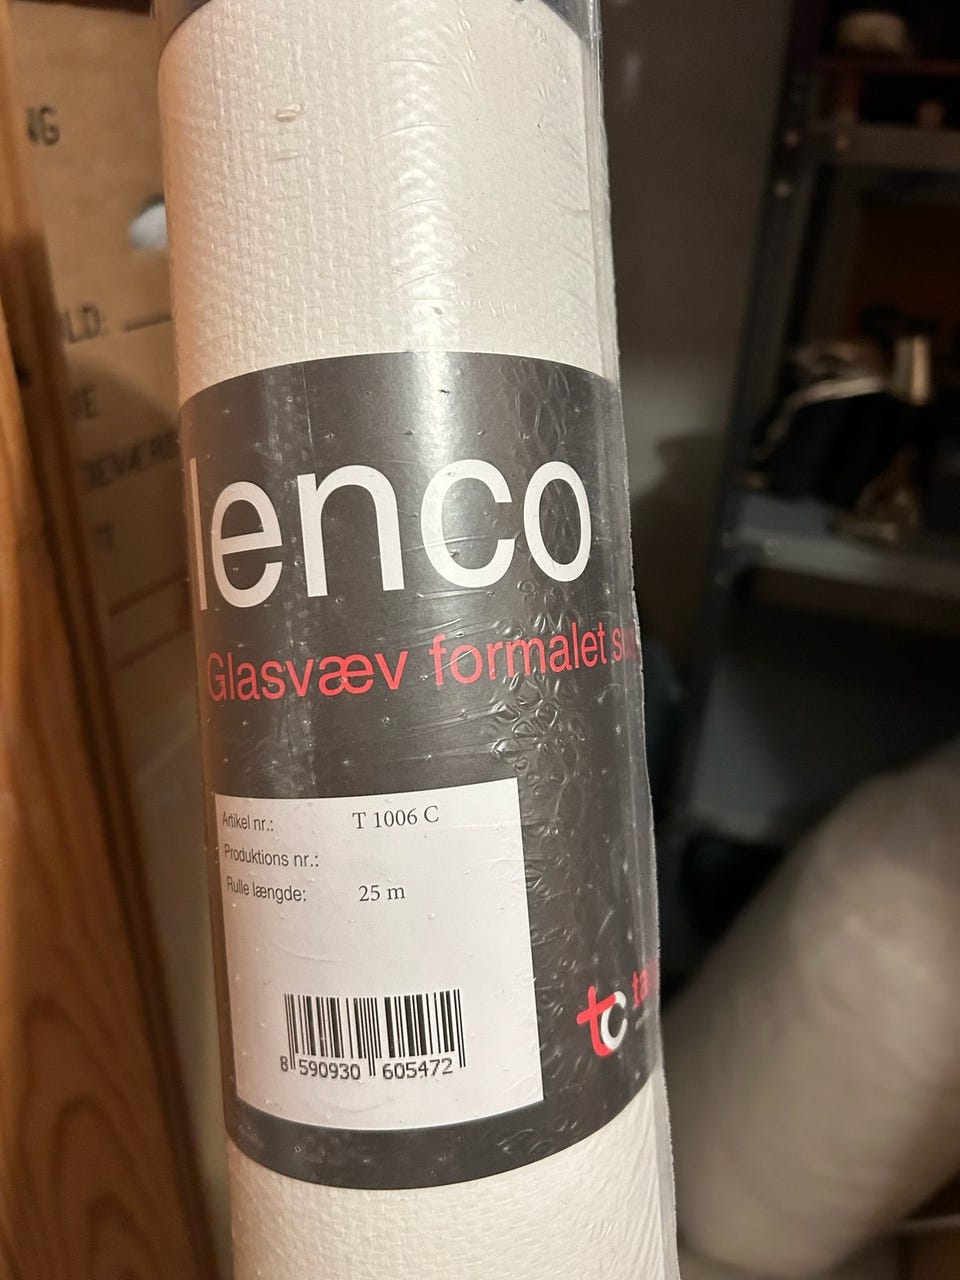 lenco
Glasvæv formalet
Artikel nr.: T 1006 C
Produktions nr.:
Rulle længde: 25 m
8 590930 605472
tc